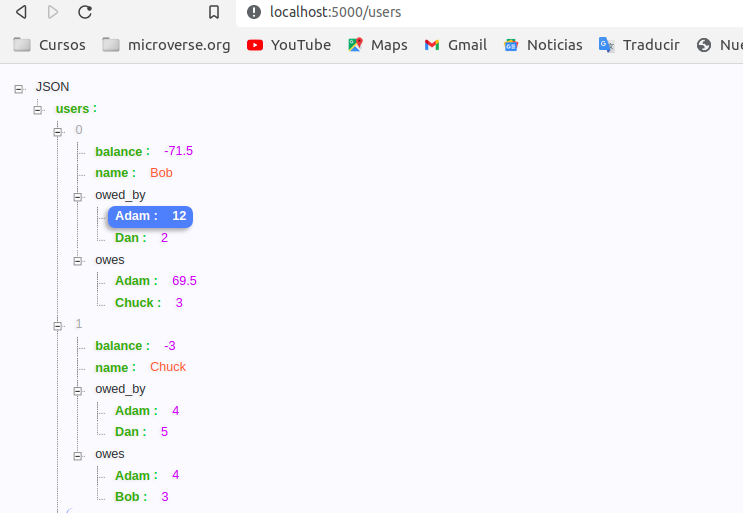 localhost:5000/users
Cursos microverse.org YouTube Maps Gmail Noticias Traducir Nue
JSON
users :
0
balance : -71.5
name : Bob
owed_by
Adam : 12
Dan : 2
owes
Adam : 69.5
Chuck : 3
1
balance : -3
name : Chuck
owed_by
Adam : 4
Dan : 5
owes
Adam : 4
Bob : 3